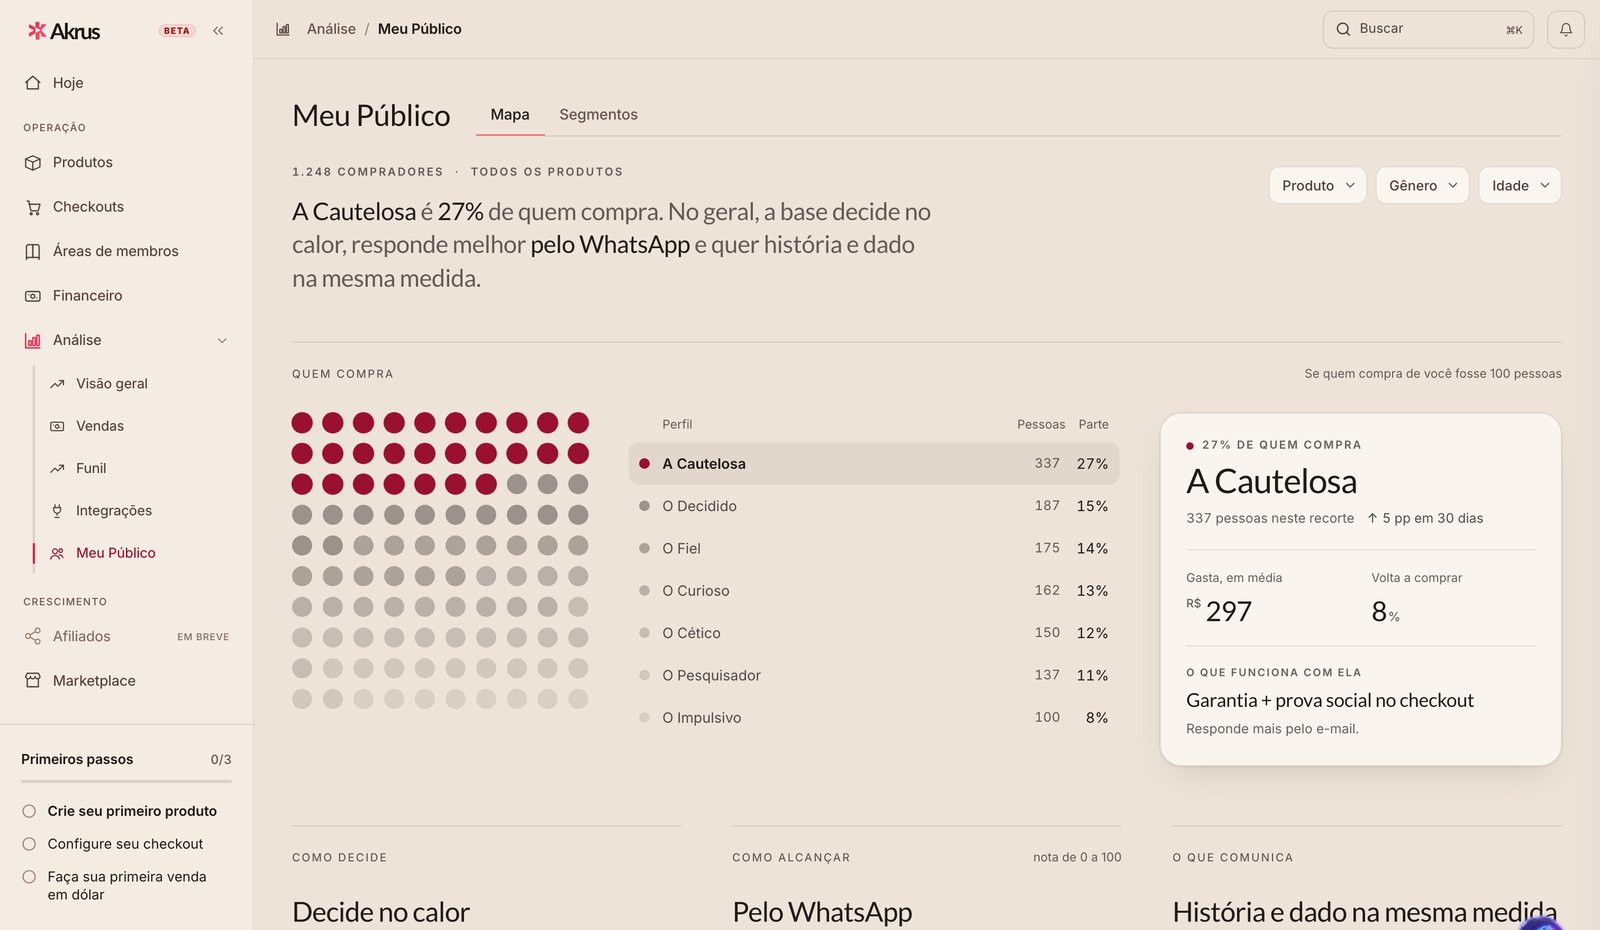 Akrus
BETA
Hoje
OPERAÇÃO
Produtos
Checkouts
Áreas de membros
Financeiro
Análise
Visão geral
Vendas
Funil
Integrações
Meu Público
CRESCIMENTO
Afiliados
EM BREVE
Marketplace
Primeiros passos
0/3
Crie seu primeiro produto
Configure seu checkout
Faça sua primeira venda
em dólar
Análise / Meu Público
Buscar
⌘K
Meu Público
Mapa
Segmentos
1.248 COMPRADORES · TODOS OS PRODUTOS
Produto
Gênero
Idade
A Cautelosa é 27% de quem compra. No geral, a base decide no
calor, responde melhor pelo WhatsApp e quer história e dado
na mesma medida.
QUEM COMPRA
Se quem compra de você fosse 100 pessoas
Perfil Pessoas Parte
A Cautelosa 337 27%
O Decidido 187 15%
O Fiel 175 14%
O Curioso 162 13%
O Cético 150 12%
O Pesquisador 137 11%
O Impulsivo 100 8%
27% DE QUEM COMPRA
A Cautelosa
337 pessoas neste recorte ↑ 5 pp em 30 dias
Gasta, em média
R$ 297
Volta a comprar
8%
O QUE FUNCIONA COM ELA
Garantia + prova social no checkout
Responde mais pelo e-mail.
COMO DECIDE
Decide no calor
COMO ALCANÇAR
nota de 0 a 100
Pelo WhatsApp
O QUE COMUNICA
História e dado na mesma medida